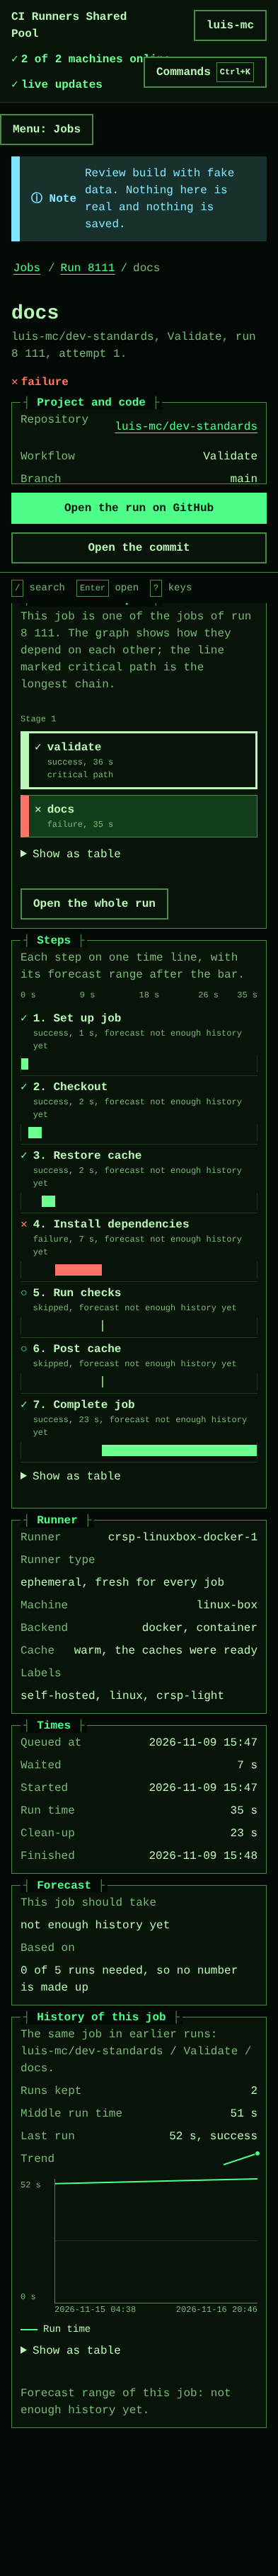 CI Runners Shared
Pool
luis-mc
✓ 2 of 2 machines
✓ live updates
Commands Ctrl+K
Menu: Jobs
ⓘ Note
Review build with fake
data. Nothing here is
real and nothing is
saved.
Jobs / Run 8111 / docs
docs
luis-mc/dev-standards, Validate, run
8 111, attempt 1.
× failure
Project and code
Repository
luis-mc/dev-standards
Workflow Validate
Branch main
Open the run on GitHub
Open the commit
/ search Enter open ? keys
This job is one of the jobs of run
8 111. The graph shows how they
depend on each other; the line
marked critical path is the
longest chain.
Stage 1
✓ validate
success, 36 s
critical path
× docs
failure, 35 s
▶ Show as table
Open the whole run
Steps
Each step on one time line, with
its forecast range after the bar.
0 s 9 s 18 s 26 s 35 s
✓ 1. Set up job
success, 1 s, forecast not enough history
yet
✓ 2. Checkout
success, 2 s, forecast not enough history
yet
✓ 3. Restore cache
success, 2 s, forecast not enough history
yet
× 4. Install dependencies
failure, 7 s, forecast not enough history
yet
○ 5. Run checks
skipped, forecast not enough history yet
○ 6. Post cache
skipped, forecast not enough history yet
✓ 7. Complete job
success, 23 s, forecast not enough history
yet
▶ Show as table
Runner
Runner crsp-linuxbox-docker-1
Runner type
ephemeral, fresh for every job
Machine linux-box
Backend docker, container
Cache warm, the caches were ready
Labels
self-hosted, linux, crsp-light
Times
Queued at 2026-11-09 15:47
Waited 7 s
Started 2026-11-09 15:47
Run time 35 s
Clean-up 23 s
Finished 2026-11-09 15:48
Forecast
This job should take
not enough history yet
Based on
0 of 5 runs needed, so no number
is made up
History of this job
The same job in earlier runs:
luis-mc/dev-standards / Validate /
docs.
Runs kept 2
Middle run time 51 s
Last run 52 s, success
Trend
52 s
0 s
2026-11-15 04:38 2026-11-16 20:46
Run time
▶ Show as table
Forecast range of this job: not
enough history yet.